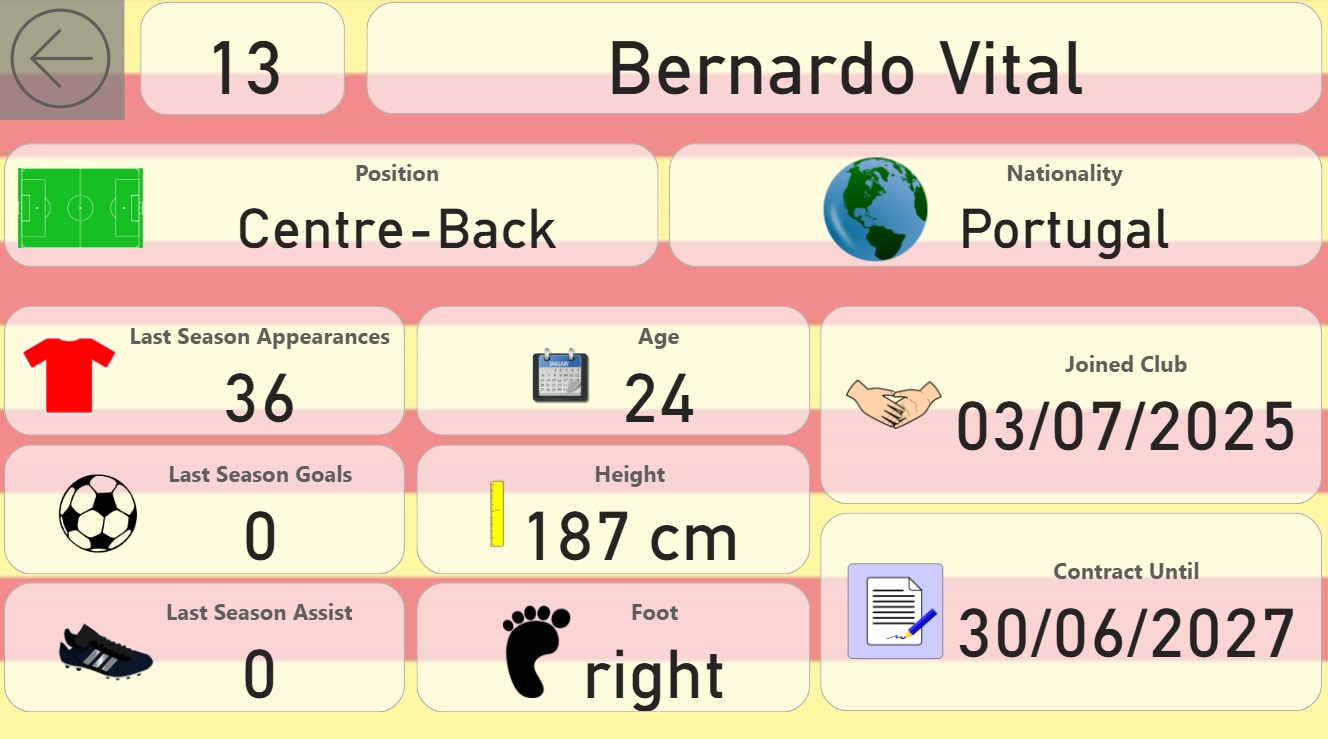 13
Bernardo Vital
Position
Centre-Back
Nationality
Portugal
Last Season Appearances
36
Age
24
Joined Club
03/07/2025
Last Season Goals
0
Height
187 cm
Contract Until
30/06/2027
Last Season Assist
0
Foot
right